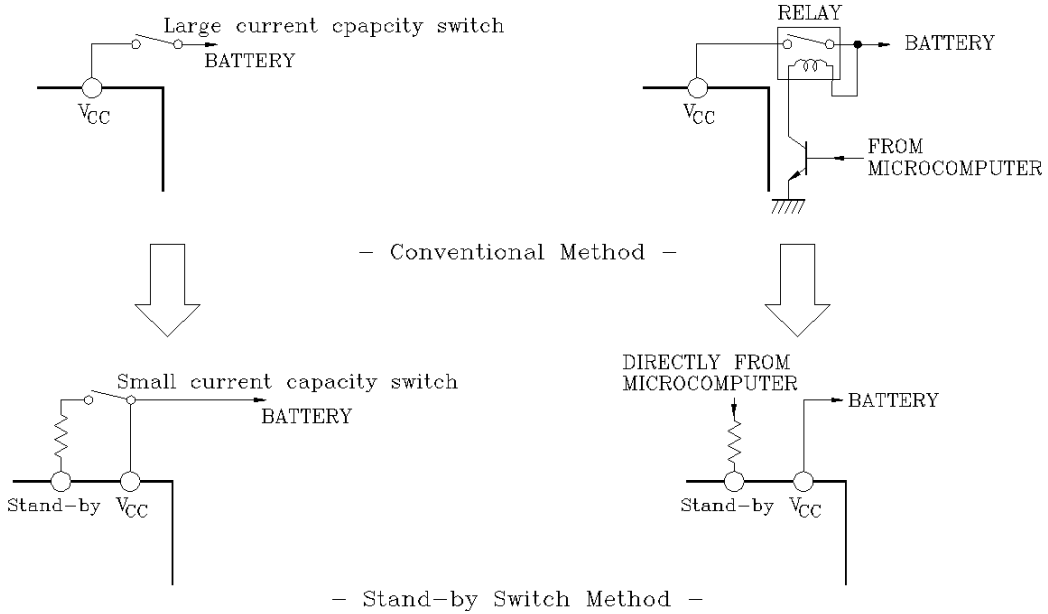 Large current cpapcity switch
BATTERY
VCC
RELAY
BATTERY
VCC
FROM
MICROCOMPUTER
– Conventional Method –
Small current capacity switch
BATTERY
Stand-by VCC
DIRECTLY FROM
MICROCOMPUTER
BATTERY
Stand-by VCC
– Stand-by Switch Method –